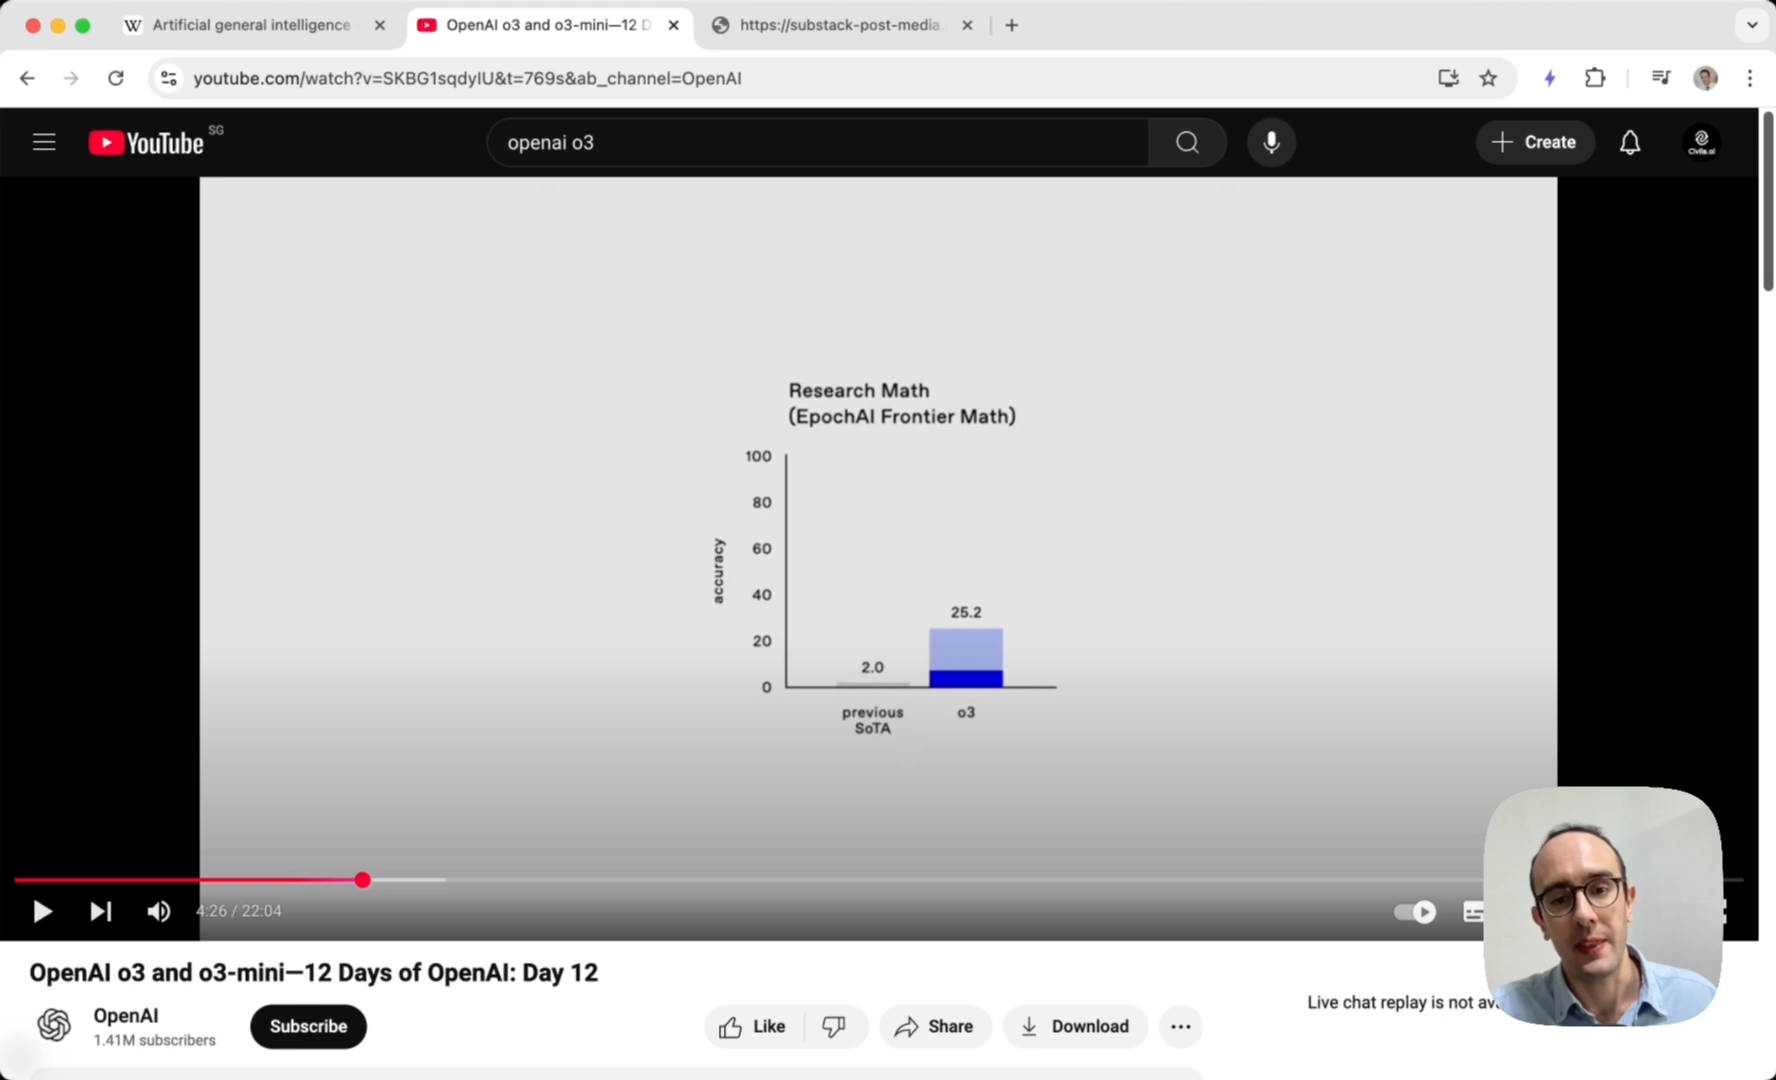 Artificial general intelligence
OpenAI o3 and o3-mini—12 D
https://substack-post-media.
youtube.com/watch?v=SKBG1sqdyIU&t=769s&ab_channel=OpenAI
YouTube SG
openai o3
Create
Civils.ai
Research Math
(EpochAI Frontier Math)
100
80
60
40
20
0
accuracy
2.0
25.2
previous
SoTA
o3
4:26 / 22:04
OpenAI o3 and o3-mini—12 Days of OpenAI: Day 12
OpenAI
1.41M subscribers
Subscribe
Like
Share
Download
Live chat replay is not av